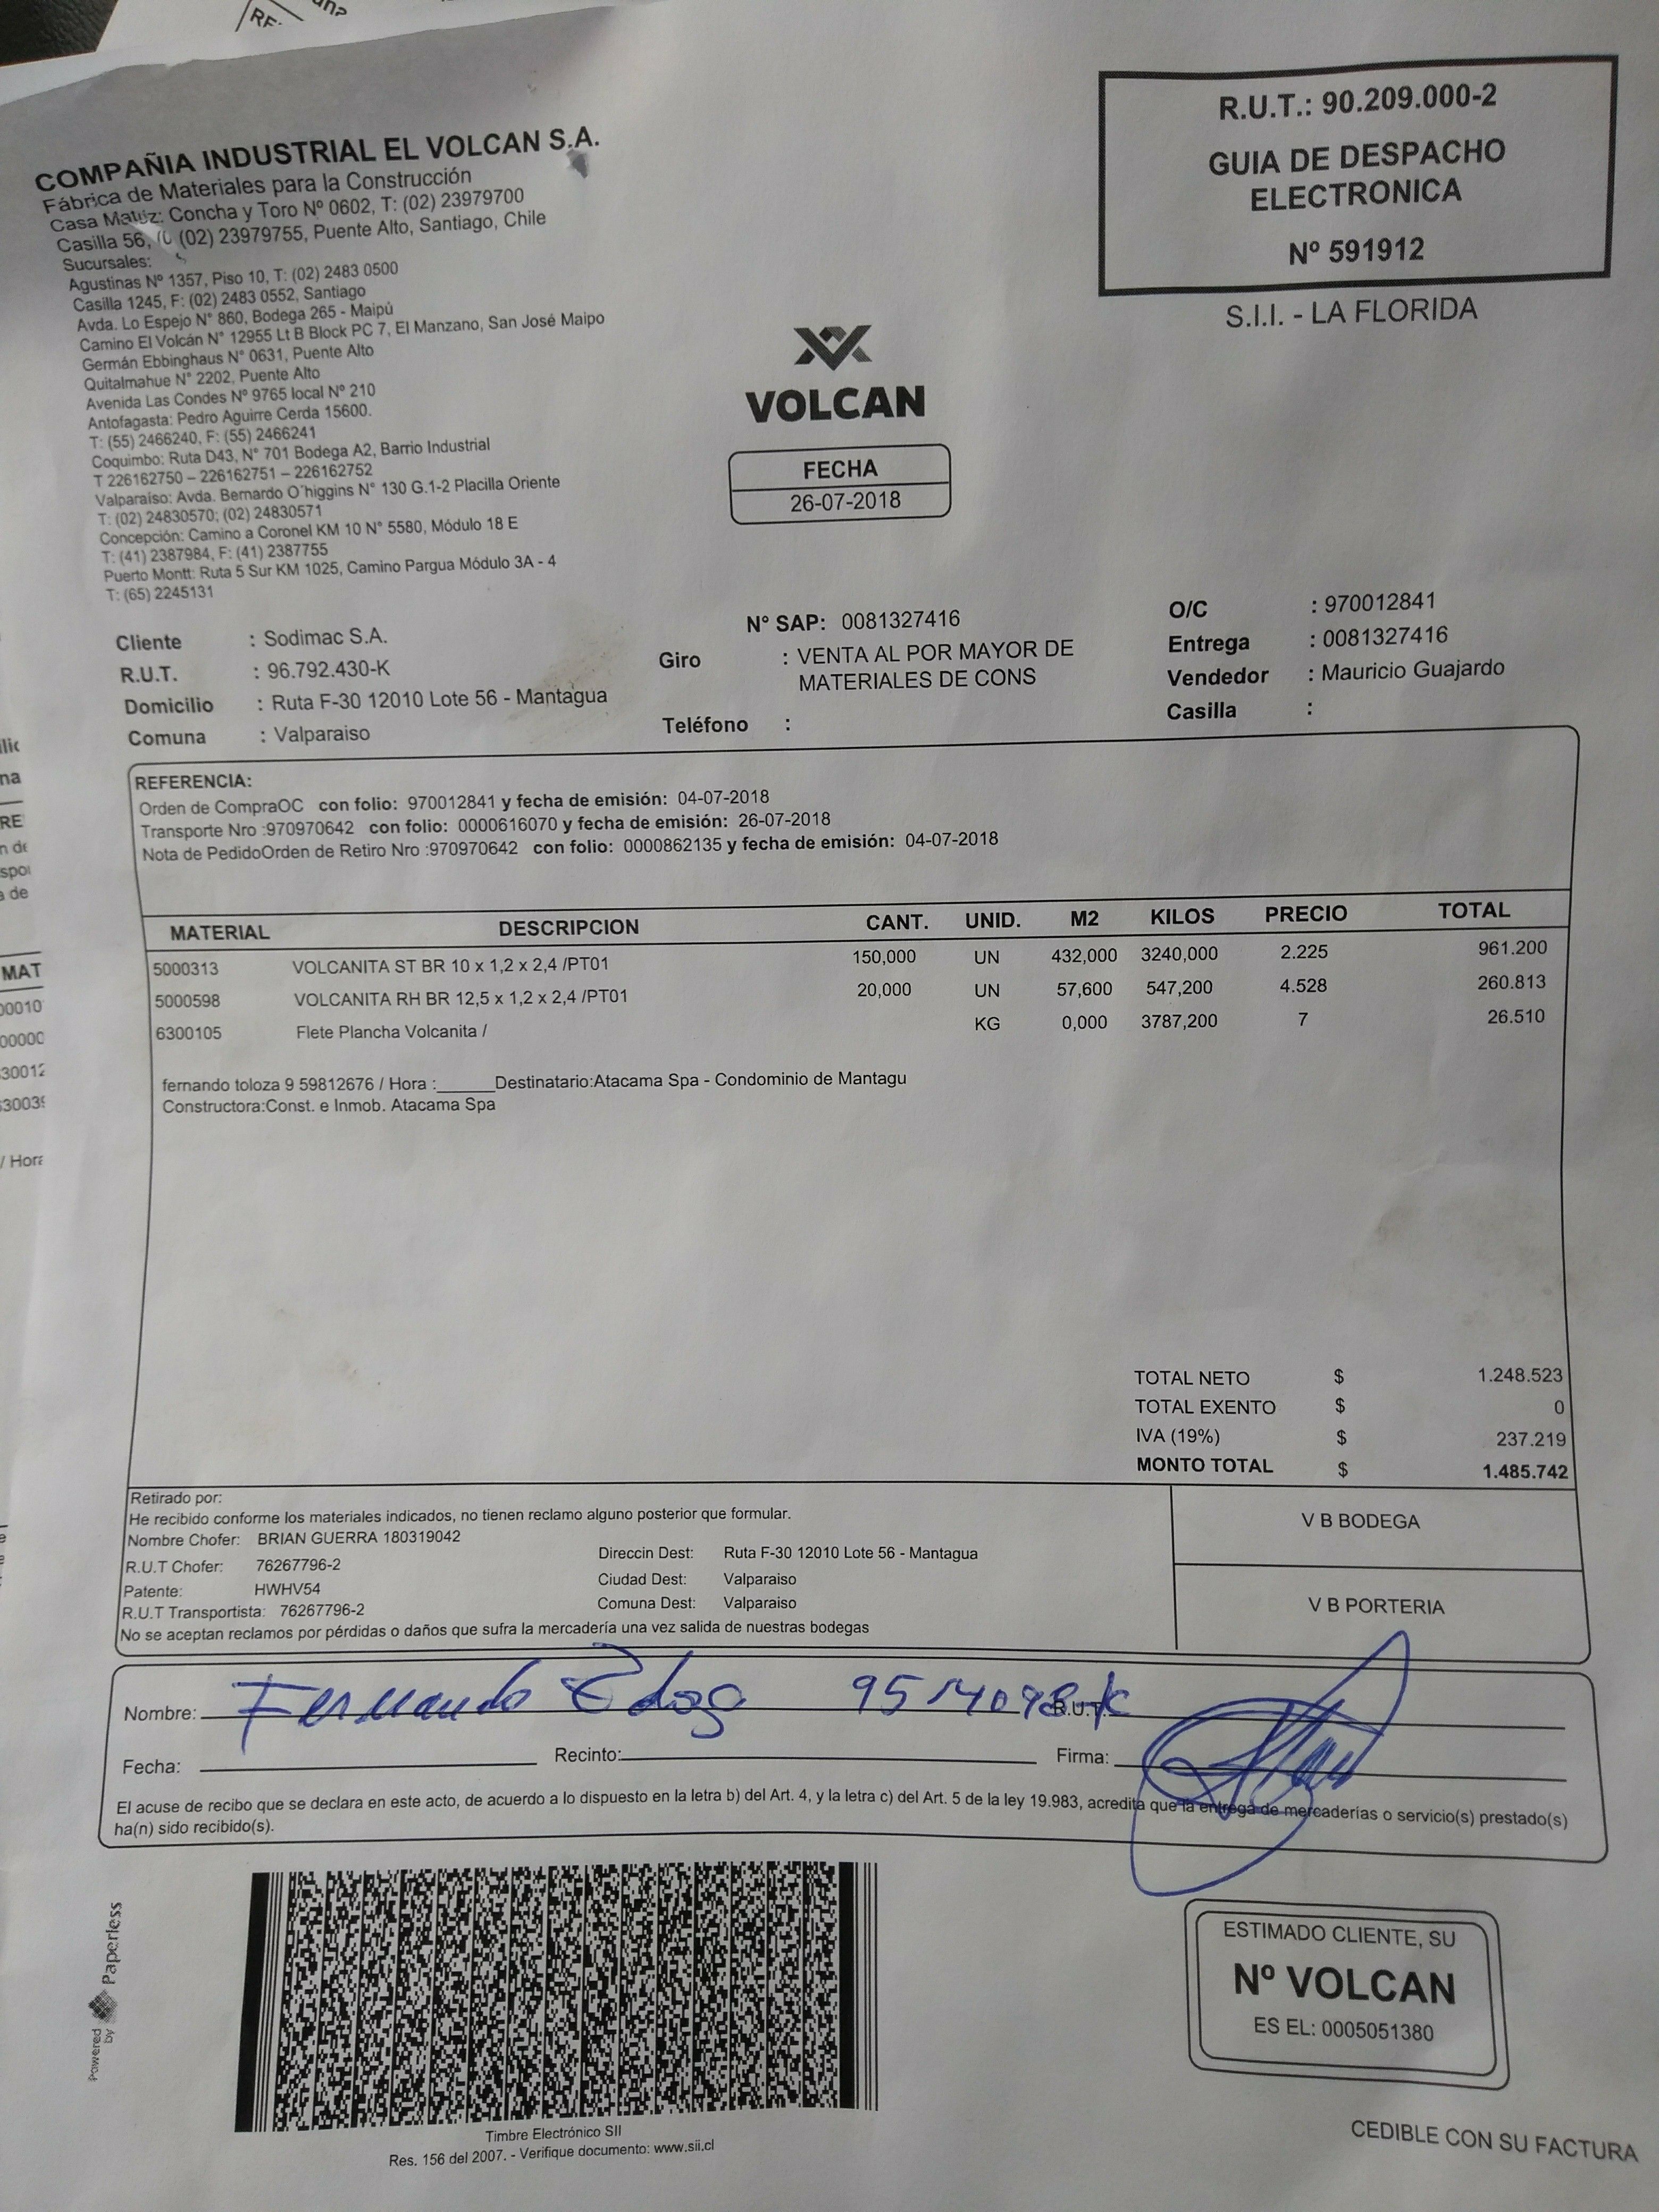 COMPAÑIA INDUSTRIAL EL VOLCAN S.A.
Fábrica de Materiales para la Construcción
Casa Matriz: Concha y Toro Nº 0602, T: (02) 23979700
Casilla 56, (02) 23979755, Puente Alto, Santiago, Chile
Sucursales:
Agustinas Nº 1357, Piso 10, T: (02) 2483 0500
Casilla 1245, F: (02) 2483 0552, Santiago
Avda. Lo Espejo N° 860, Bodega 265 - Maipú
Camino El Volcán N° 12955 Lt B Block PC 7, El Manzano, San José Maipo
Germán Ebbinghaus N° 0631, Puente Alto
Quitalmahue N° 2202, Puente Alto
Avenida Las Condes Nº 9765 local Nº 210
Antofagasta: Pedro Aguirre Cerda 15600.
T: (55) 2466240, F: (55) 2466241
Coquimbo: Ruta D43, N° 701 Bodega A2, Barrio Industrial
T 226162750 – 226162751 – 226162752
Valparaiso: Avda. Bernardo O´higgins N° 130 G.1-2 Placilla Oriente
T: (02) 24830570; (02) 24830571
Concepción: Camino a Coronel KM 10 N° 5580, Módulo 18 E
T: (41) 2387984, F: (41) 2387755
Puerto Montt: Ruta 5 Sur KM 1025, Camino Pargua Módulo 3A - 4
T: (65) 2245131
R.U.T.: 90.209.000-2
GUIA DE DESPACHO
ELECTRONICA
Nº 591912
S.I.I. - LA FLORIDA
VOLCAN
FECHA
26-07-2018
Cliente : Sodimac S.A.
R.U.T. : 96.792.430-K
Domicilio : Ruta F-30 12010 Lote 56 - Mantagua
Comuna : Valparaiso
N° SAP: 0081327416
Giro : VENTA AL POR MAYOR DE
MATERIALES DE CONS
Teléfono :
O/C : 970012841
Entrega : 0081327416
Vendedor : Mauricio Guajardo
Casilla :
REFERENCIA:
Orden de CompraOC con folio: 970012841 y fecha de emisión: 04-07-2018
Transporte Nro :970970642 con folio: 0000616070 y fecha de emisión: 26-07-2018
Nota de PedidoOrden de Retiro Nro :970970642 con folio: 0000862135 y fecha de emisión: 04-07-2018
MATERIAL DESCRIPCION CANT. UNID. M2 KILOS PRECIO TOTAL
5000313 VOLCANITA ST BR 10 x 1,2 x 2,4 /PT01 150,000 UN 432,000 3240,000 2.225 961.200
5000598 VOLCANITA RH BR 12,5 x 1,2 x 2,4 /PT01 20,000 UN 57,600 547,200 4.528 260.813
6300105 Flete Plancha Volcanita / KG 0,000 3787,200 7 26.510
fernando toloza 9 59812676 / Hora :______Destinatario:Atacama Spa - Condominio de Mantagu
Constructora:Const. e Inmob. Atacama Spa
TOTAL NETO $ 1.248.523
TOTAL EXENTO $ 0
IVA (19%) $ 237.219
MONTO TOTAL $ 1.485.742
Retirado por:
He recibido conforme los materiales indicados, no tienen reclamo alguno posterior que formular.
Nombre Chofer: BRIAN GUERRA 180319042
R.U.T Chofer: 76267796-2
Patente: HWHV54
R.U.T Transportista: 76267796-2
Direccin Dest: Ruta F-30 12010 Lote 56 - Mantagua
Ciudad Dest: Valparaiso
Comuna Dest: Valparaiso
No se aceptan reclamos por pérdidas o daños que sufra la mercadería una vez salida de nuestras bodegas
V B BODEGA
V B PORTERIA
Nombre: Fernando 9514098-K R.U.T.
Fecha: Recinto: Firma:
El acuse de recibo que se declara en este acto, de acuerdo a lo dispuesto en la letra b) del Art. 4, y la letra c) del Art. 5 de la ley 19.983, acredita que la entrega de mercaderías o servicio(s) prestado(s)
ha(n) sido recibido(s).
Powered by Paperless
Timbre Electrónico SII
Res. 156 del 2007. - Verifique documento: www.sii.cl
ESTIMADO CLIENTE, SU
Nº VOLCAN
ES EL: 0005051380
CEDIBLE CON SU FACTURA